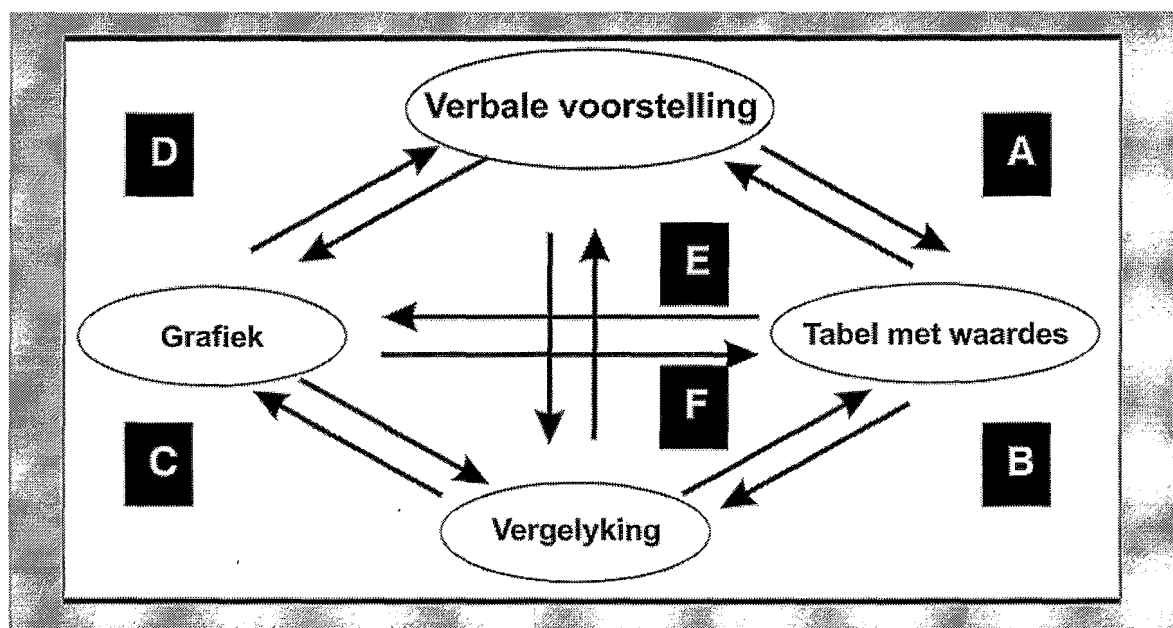 Verbale voorstelling
D
A
E
Grafiek
Tabel met waardes
F
C
B
Vergelyking